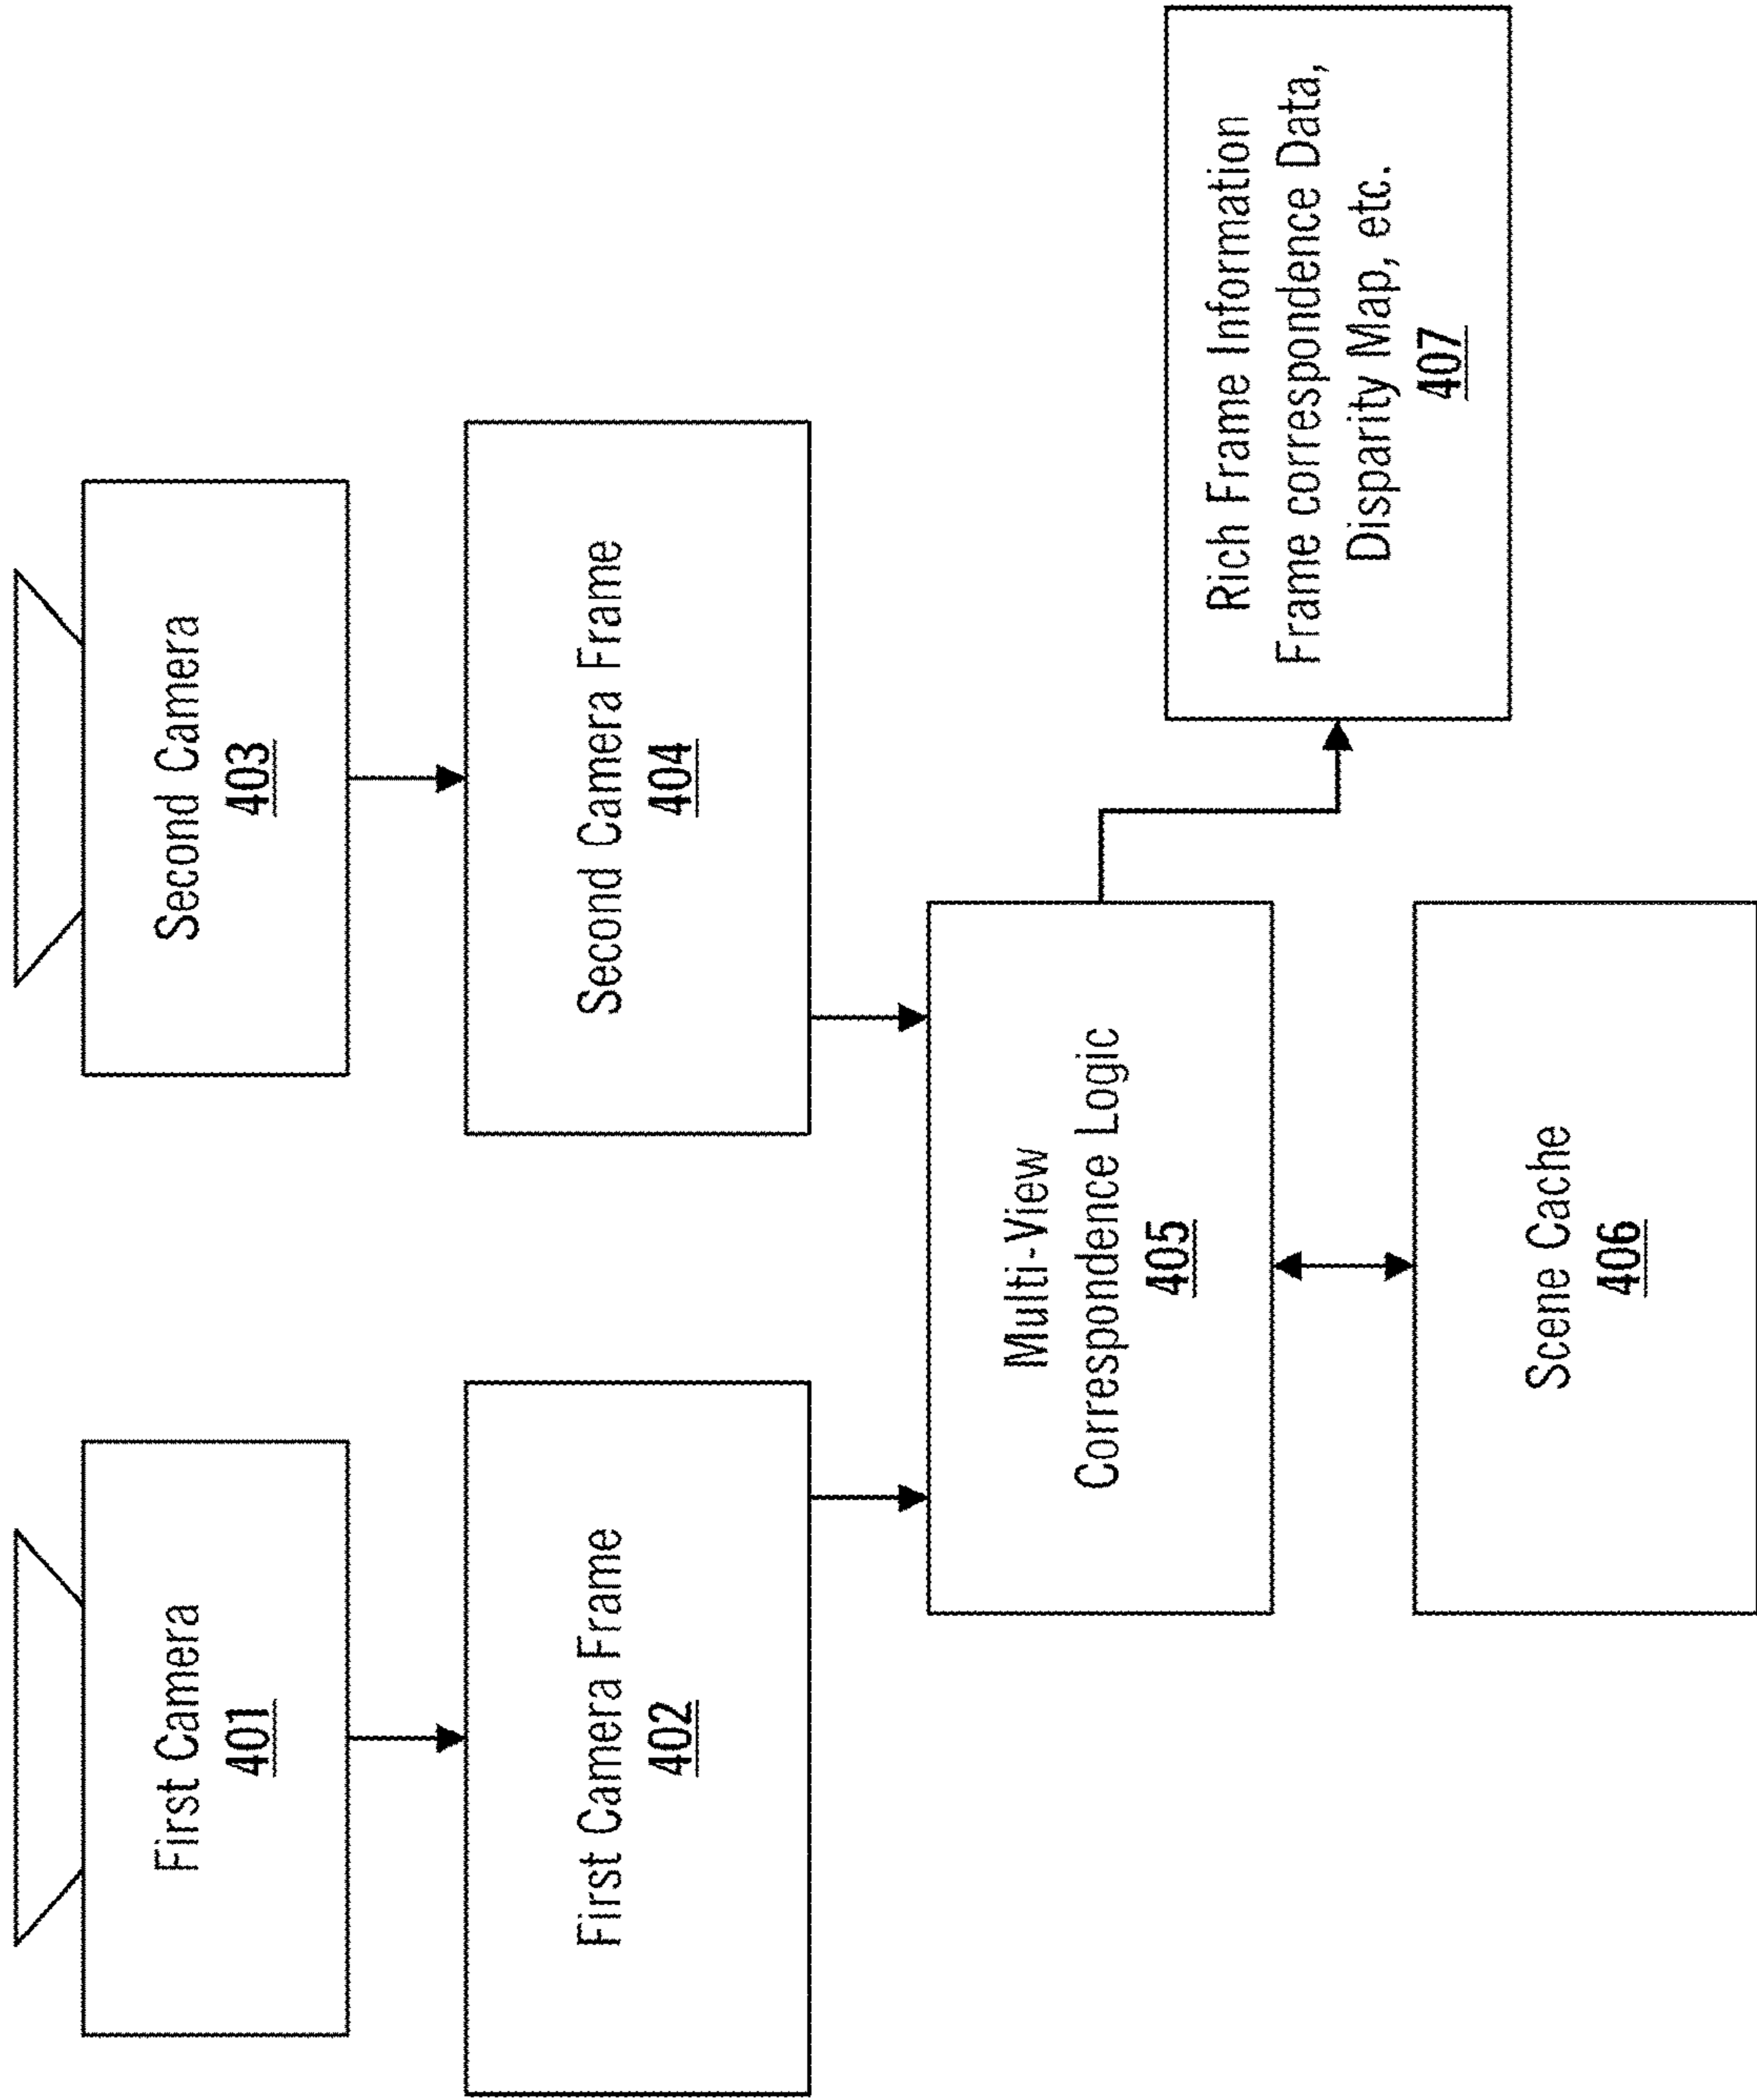 First Camera
401
Second Camera
403
First Camera Frame
402
Second Camera Frame
404
Multi-View
Correspondence Logic
405
Rich Frame Information
Frame correspondence Data,
Disparity Map, etc.
407
Scene Cache
406